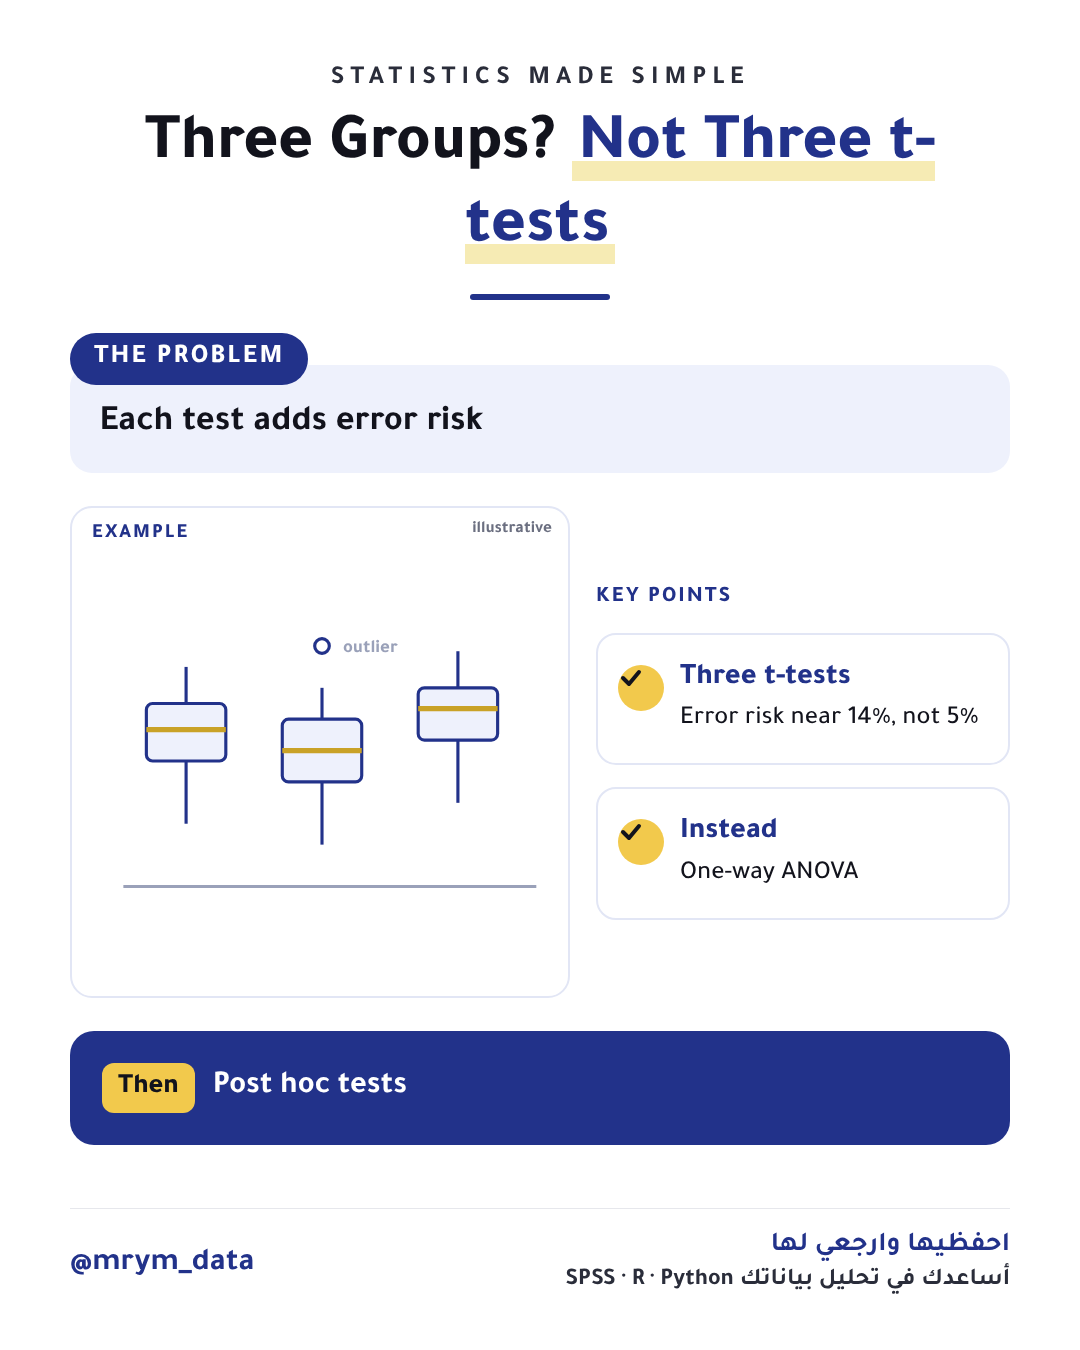 STATISTICS MADE SIMPLE
Three Groups? Not Three t-
tests
THE PROBLEM
Each test adds error risk
EXAMPLE
illustrative
outlier
KEY POINTS
Three t-tests
Error risk near 14%, not 5%
Instead
One-way ANOVA
Then
Post hoc tests
@mrym_data
احفظيها وارجعي لها
أساعدك في تحليل بياناتك SPSS · R · Python